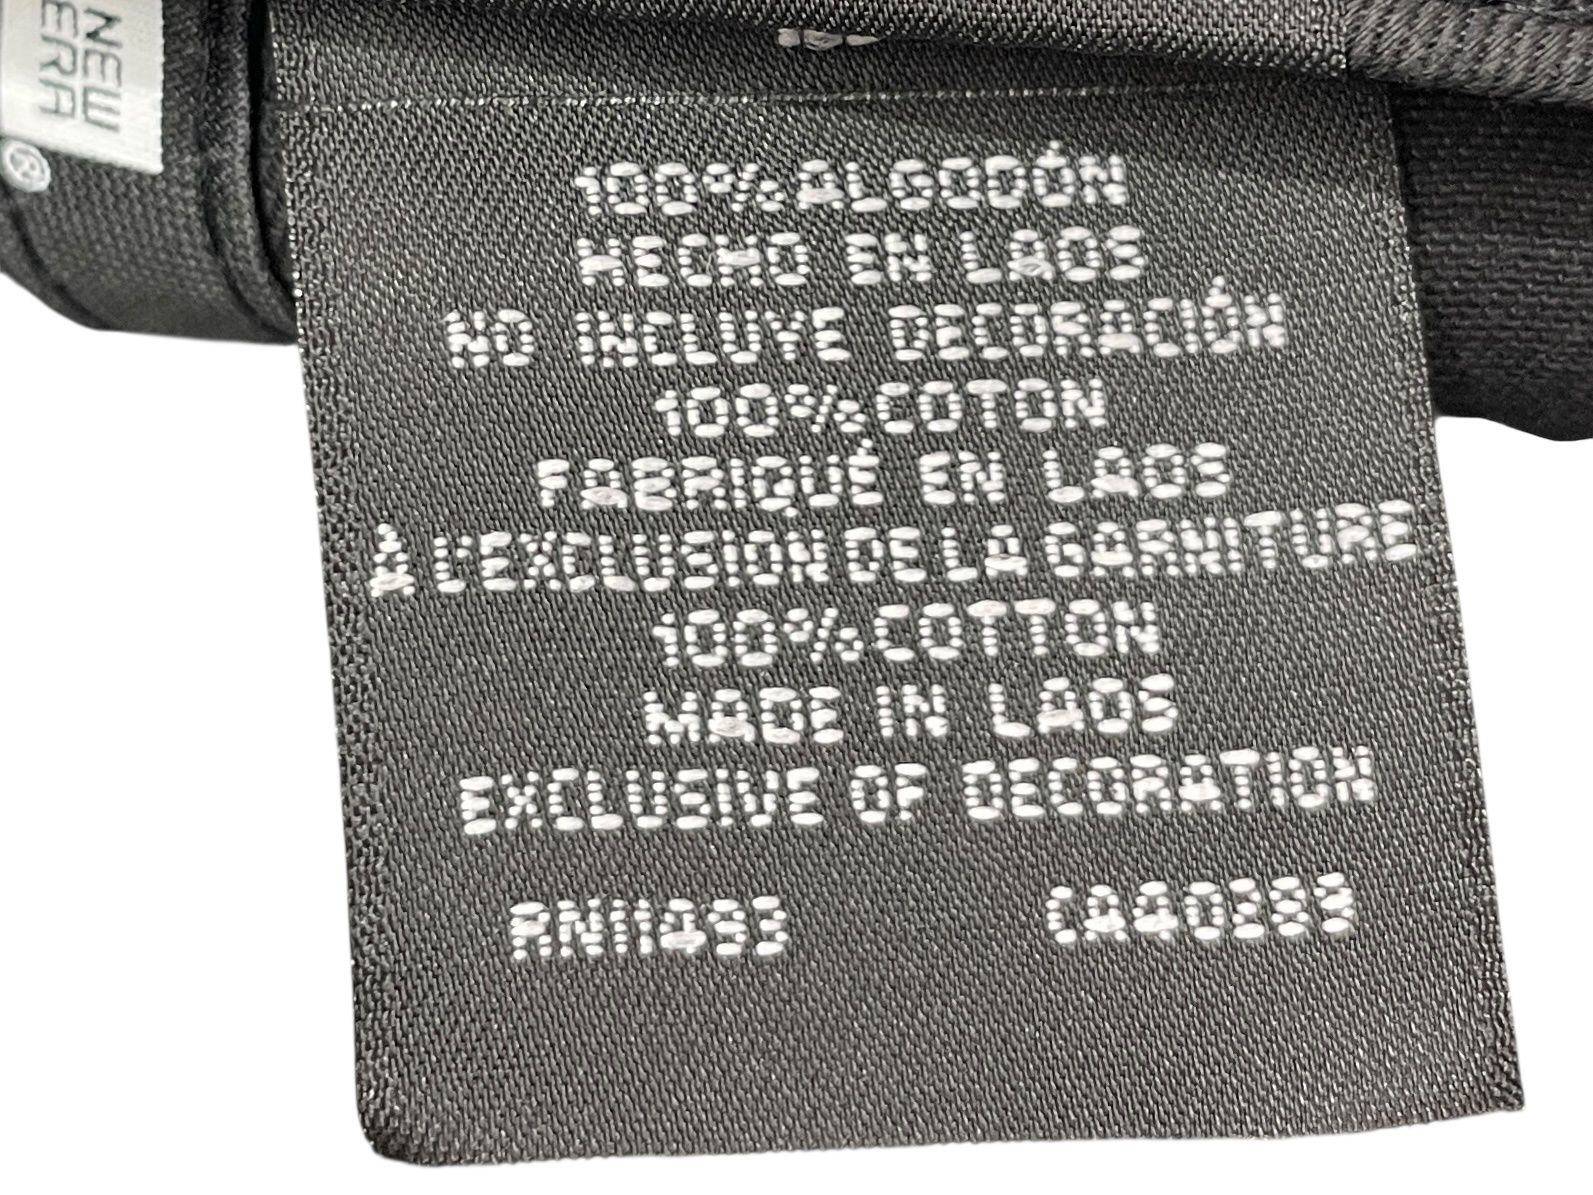 NEW
ERA
®
100% ALGODÓN
HECHO EN LAOS
NO INCLUYE DECORACIÓN
100% COTON
FABRIQUÉ EN LAOS
À L'EXCLUSION DE LA GARNITURE
100% COTTON
MADE IN LAOS
EXCLUSIVE OF DECORATION
RN11493 CA40388